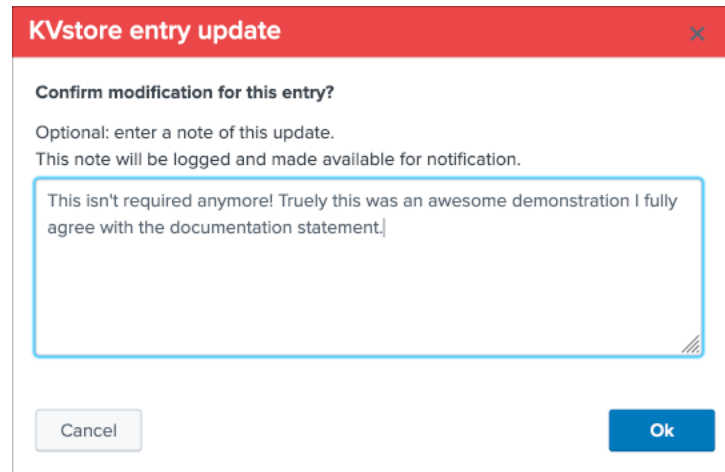 KVstore entry update
Confirm modification for this entry?
Optional: enter a note of this update.
This note will be logged and made available for notification.
This isn't required anymore! Truely this was an awesome demonstration I fully
agree with the documentation statement.
Cancel
Ok